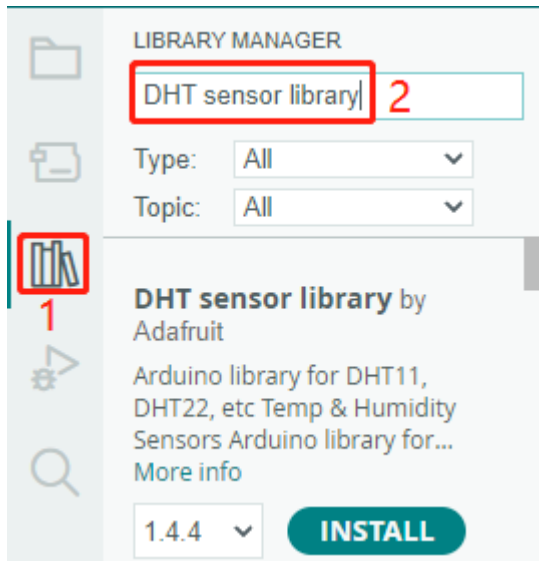 LIBRARY MANAGER
DHT sensor library 2
Type: All
Topic: All
1
DHT sensor library by
Adafruit
Arduino library for DHT11,
DHT22, etc Temp & Humidity
Sensors Arduino library for...
More info
1.4.4 INSTALL